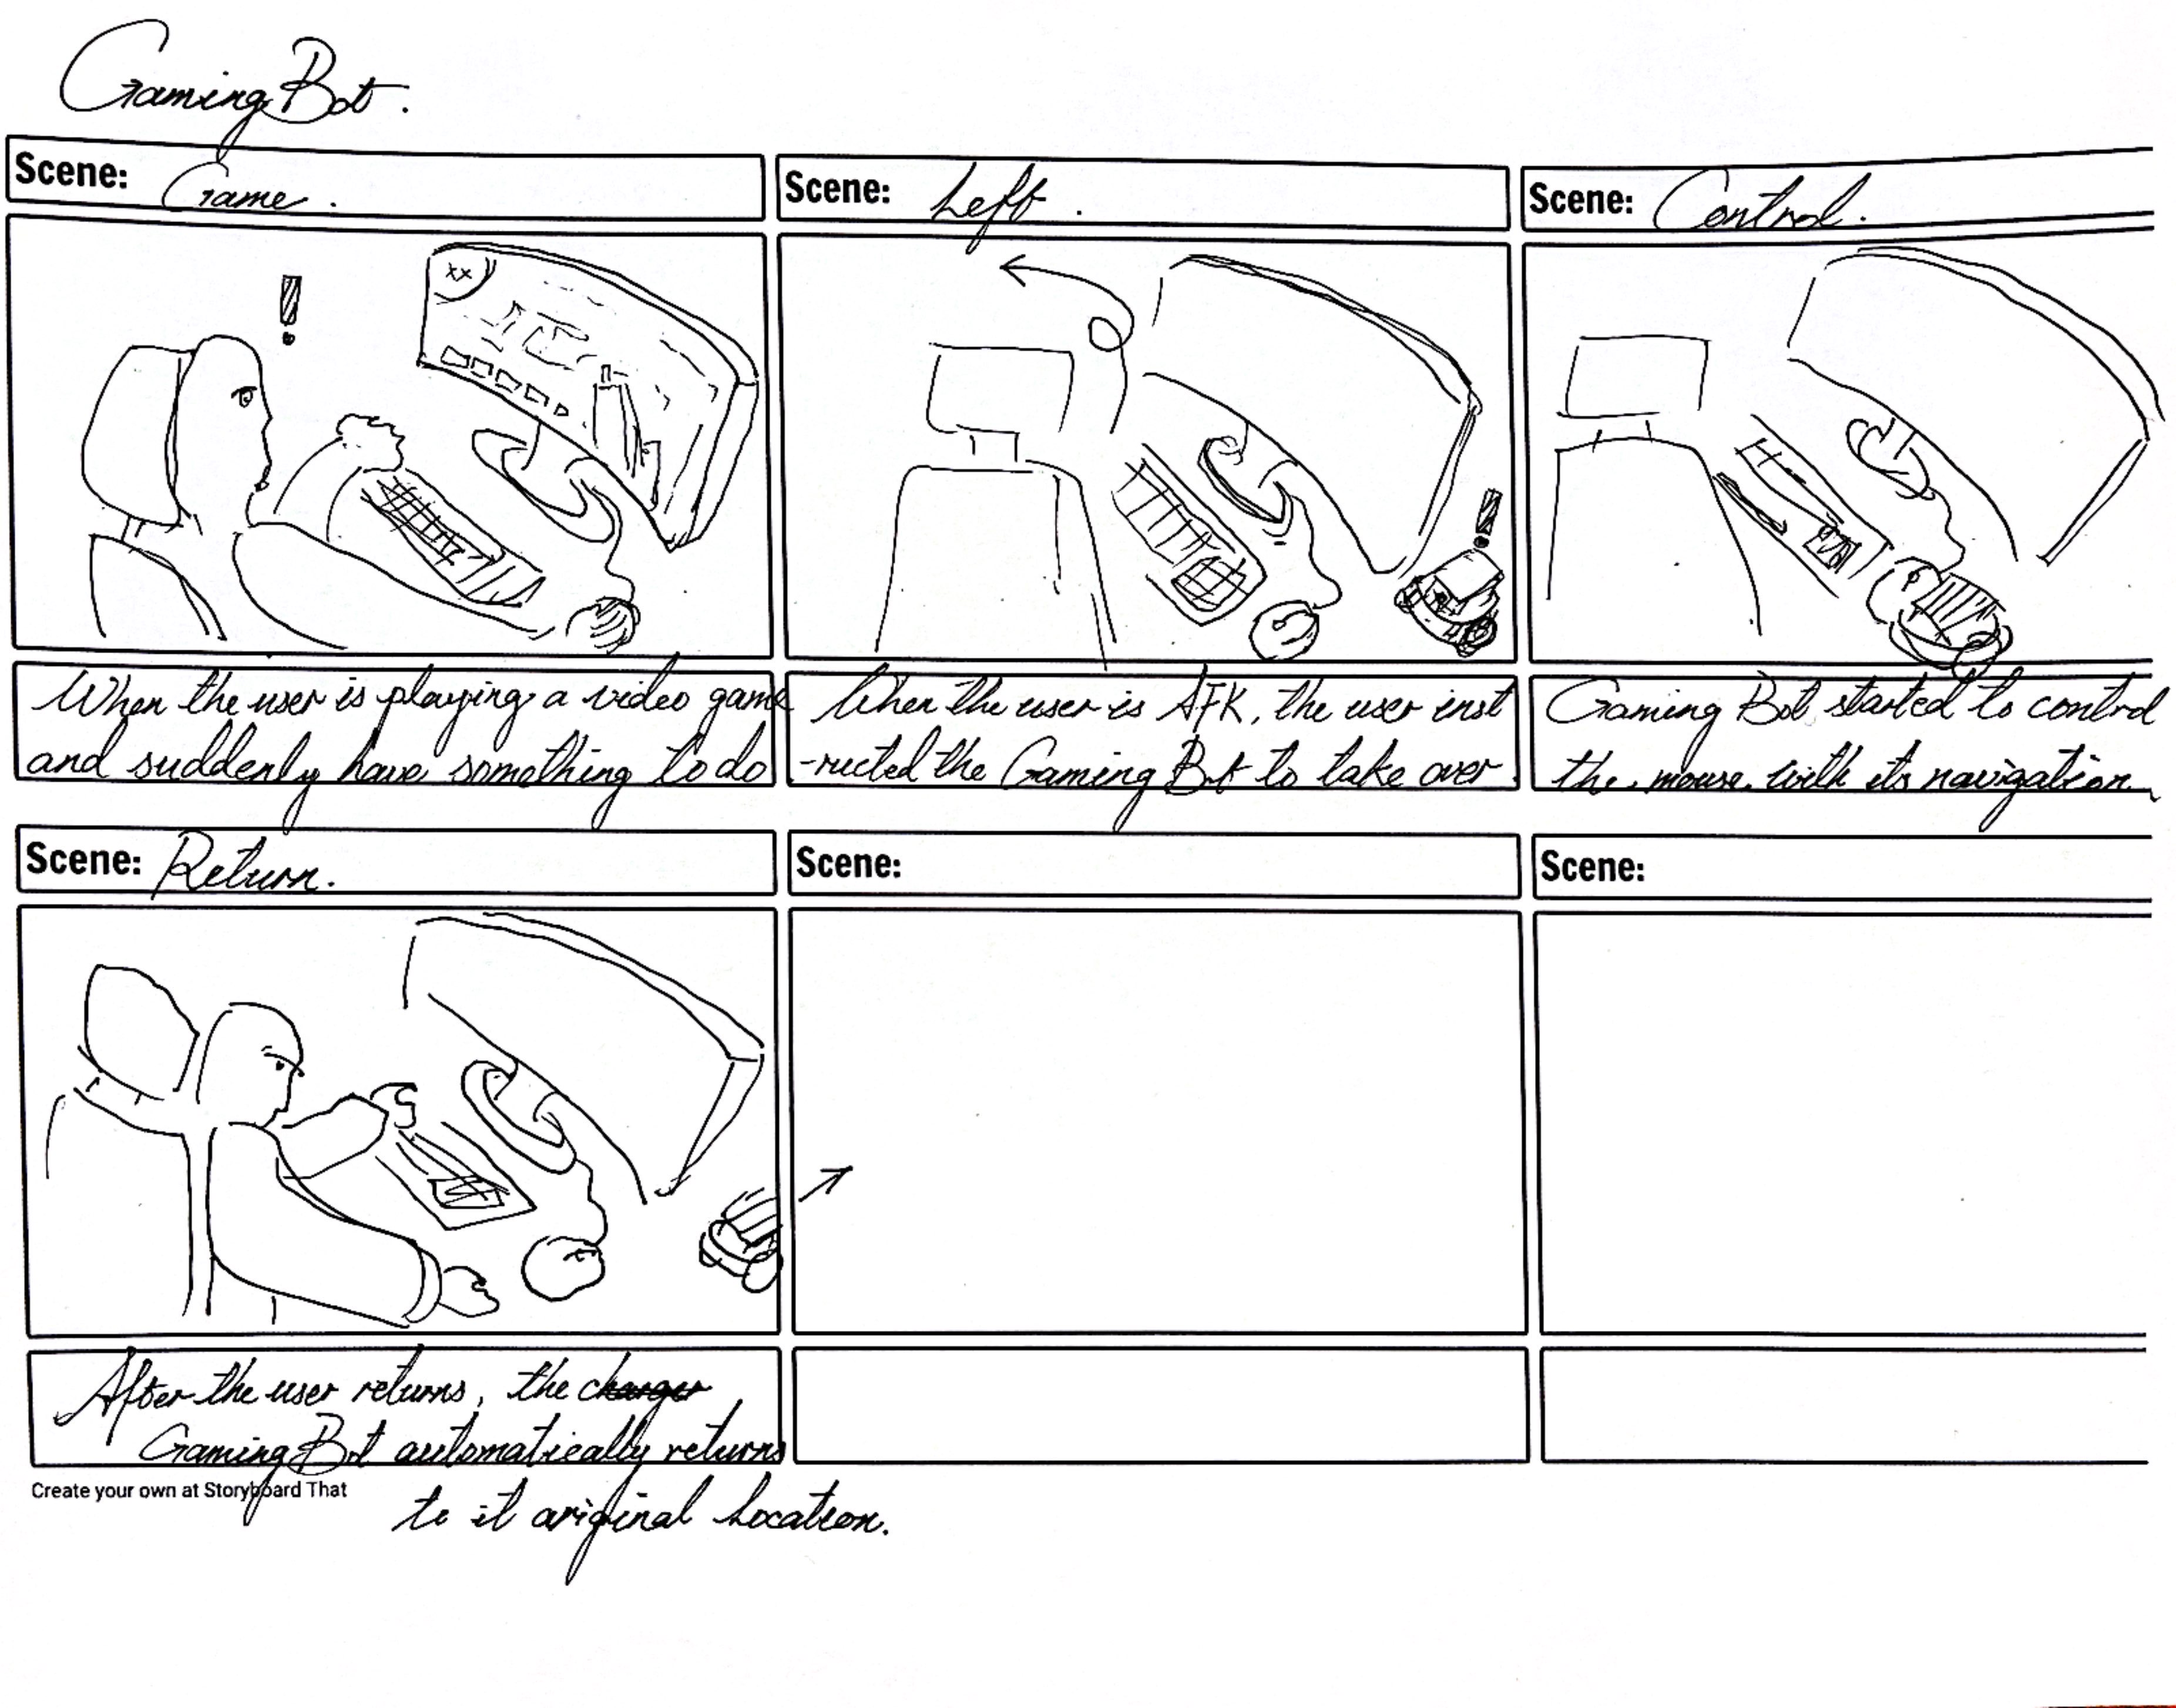 Gaming Bot.
Scene: Game.
Scene: Left.
Scene: Control.
xx
!
!
When the user is playing a video game
and suddenly have something to do
When the user is AFK, the user inst
-ructed the Gaming Bot to take over.
Gaming Bot started to control
the mouse with its navigation.
Scene: Return.
Scene:
Scene:
After the user returns, the charger
Gaming Bot automatically returns
to it original location.
Create your own at Storyboard That